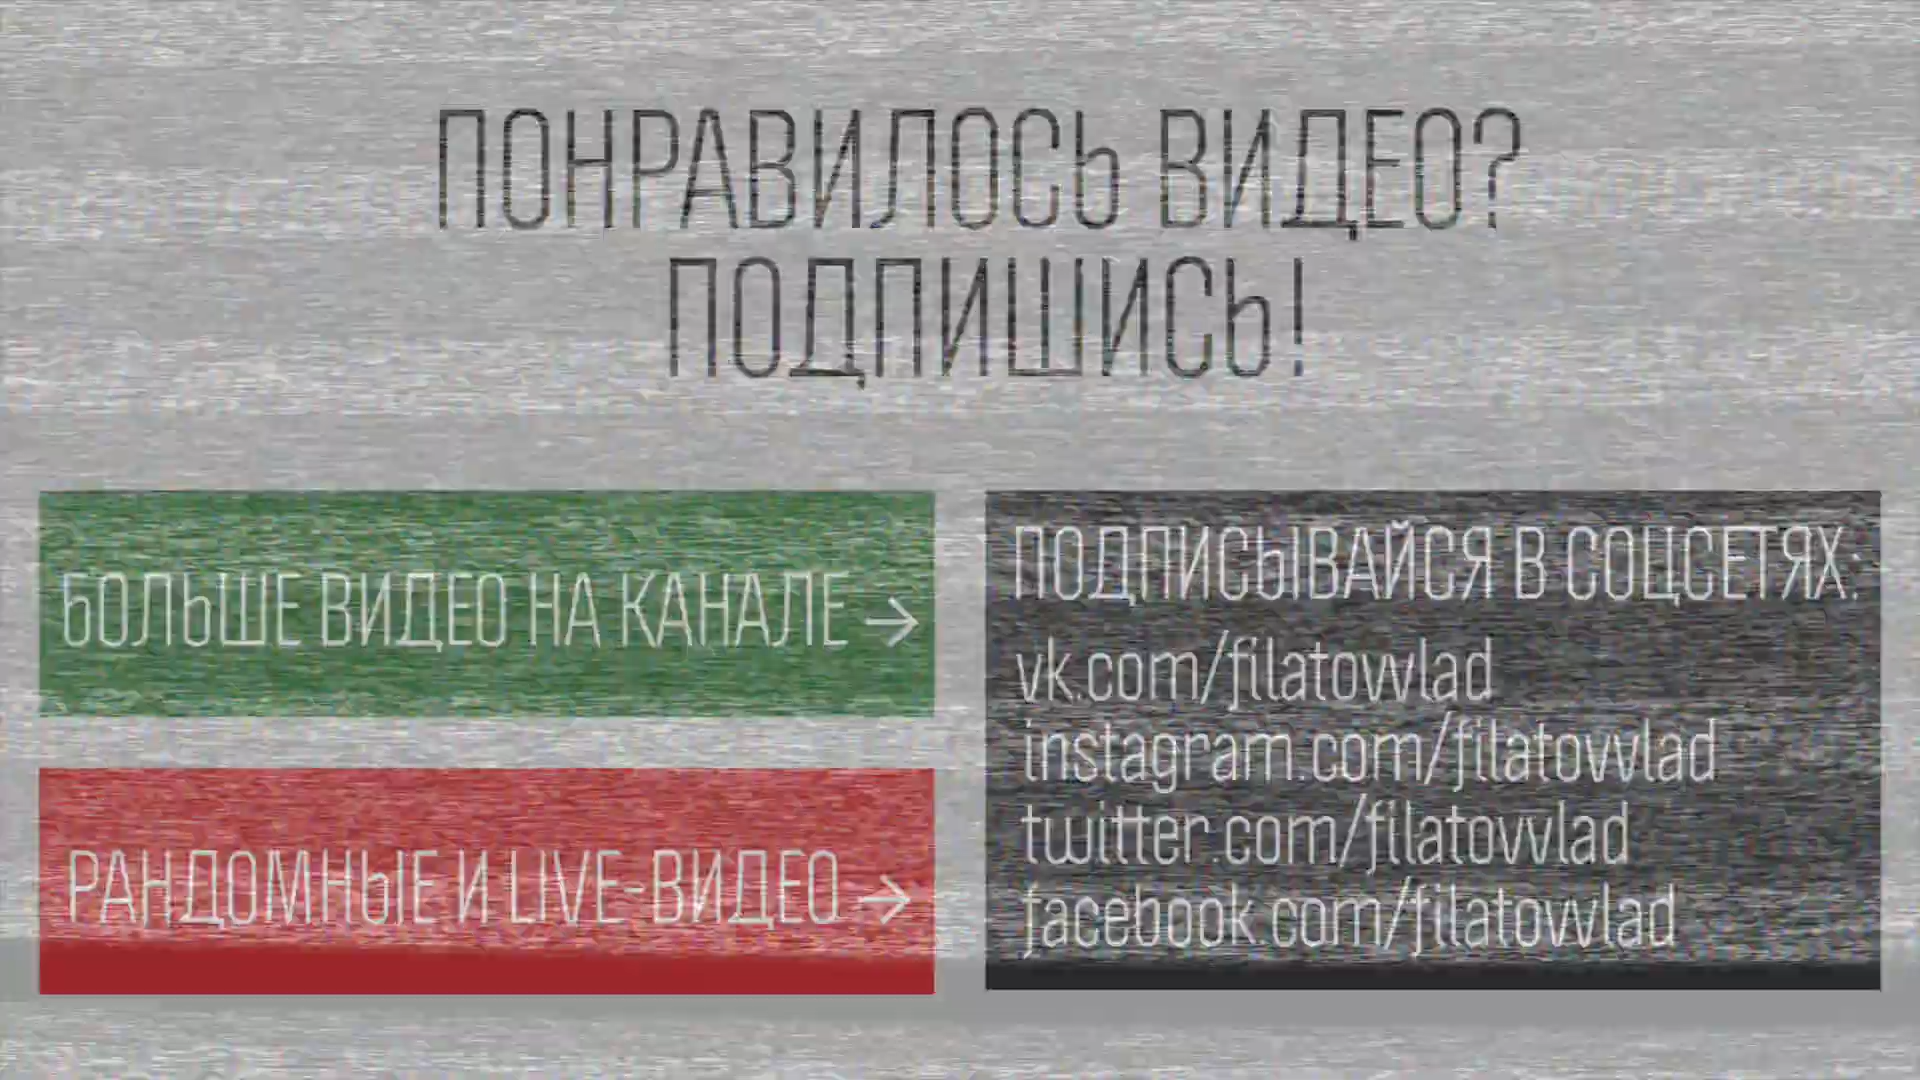 ПОНРАВИЛОСЬ ВИДЕО?
ПОДПИШИСЬ!
БОЛЬШЕ ВИДЕО НА КАНАЛЕ →
РАНДОМНЫЕ И LIVE-ВИДЕО →
ПОДПИСЫВАЙСЯ В СОЦСЕТЯХ:
vk.com/filatovvlad
instagram.com/filatovvlad
twitter.com/filatovvlad
facebook.com/filatovvlad